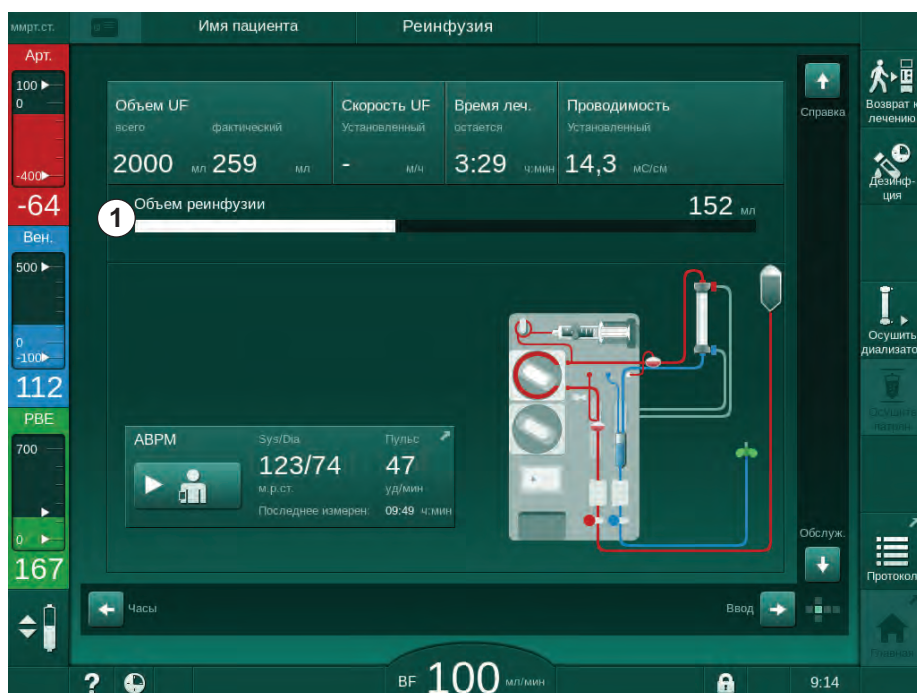 ммрт.ст.
Имя пациента
Реинфузия
Арт.
100
0
-400
-64
Вен.
500
0
-100
112
PBE
700
0
167
Объем UF
всего
фактический
2000 мл 259 мл
Скорость UF
Установленный
- м/ч
Время леч.
остается
3:29 ч:мин
Проводимость
Установленный
14,3 мС/см
1
Объем реинфузии
152 мл
ABPM
Sys/Dia
Пульс
123/74
47
м.р.ст.
уд/мин
Последнее измерен: 09:49 ч:мин
Справка
Обслуж.
Часы
Ввод
Возврат к
лечению
Дезинф-
ция
Осушить
диализато
Осушить
патрон
Протокол
Главная
? BF 100 мл/мин
9:14